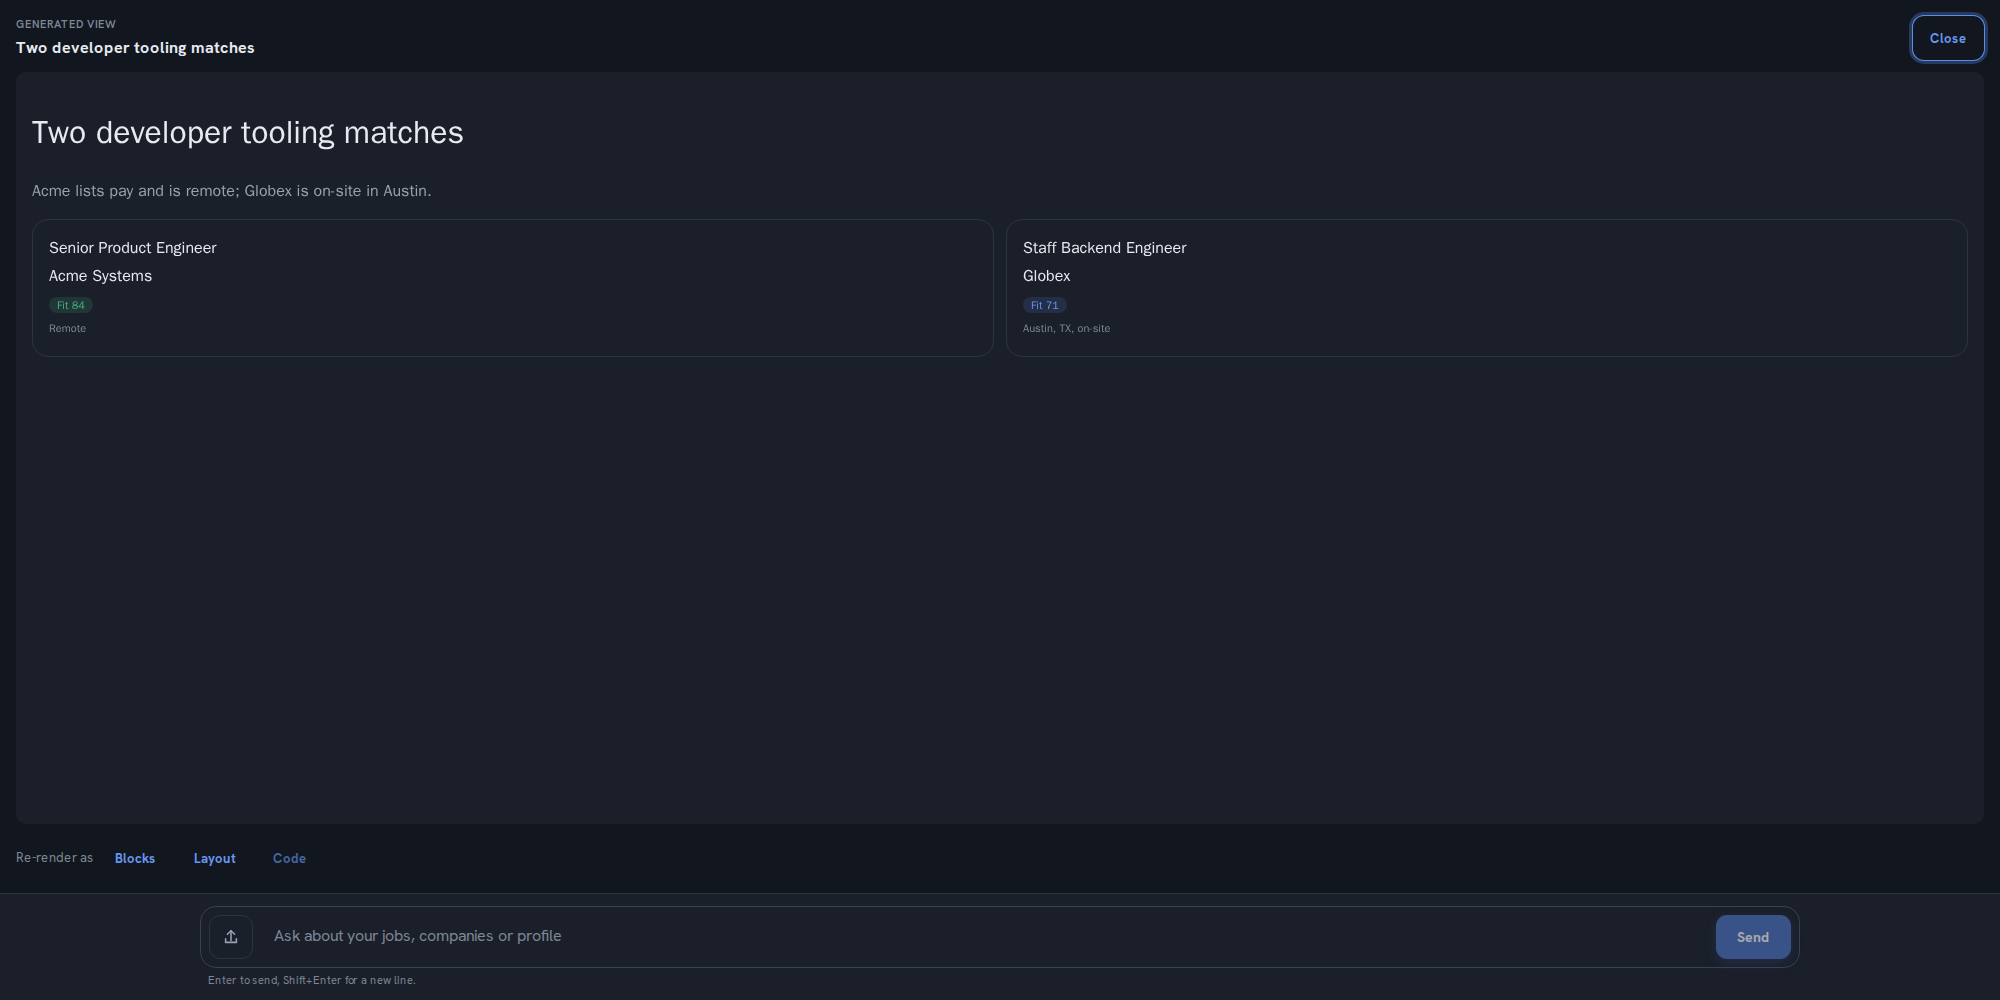 GENERATED VIEW
Two developer tooling matches
Close
Two developer tooling matches
Acme lists pay and is remote; Globex is on-site in Austin.
Senior Product Engineer
Acme Systems
Fit 84
Remote
Staff Backend Engineer
Globex
Fit 71
Austin, TX, on-site
Re-render as Blocks Layout Code
Ask about your jobs, companies or profile
Send
Enter to send, Shift+Enter for a new line.